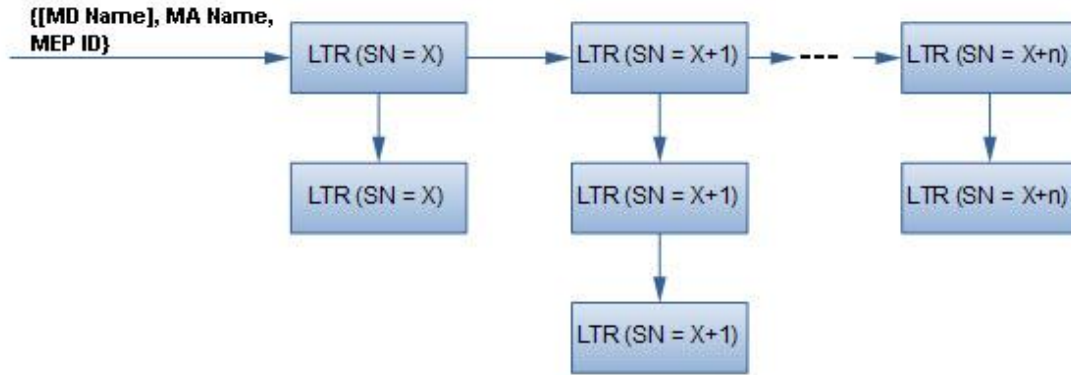 {[MD Name], MA Name,
MEP ID}
LTR (SN = X)
LTR (SN = X+1)
---
LTR (SN = X+n)
LTR (SN = X)
LTR (SN = X+1)
LTR (SN = X+n)
LTR (SN = X+1)